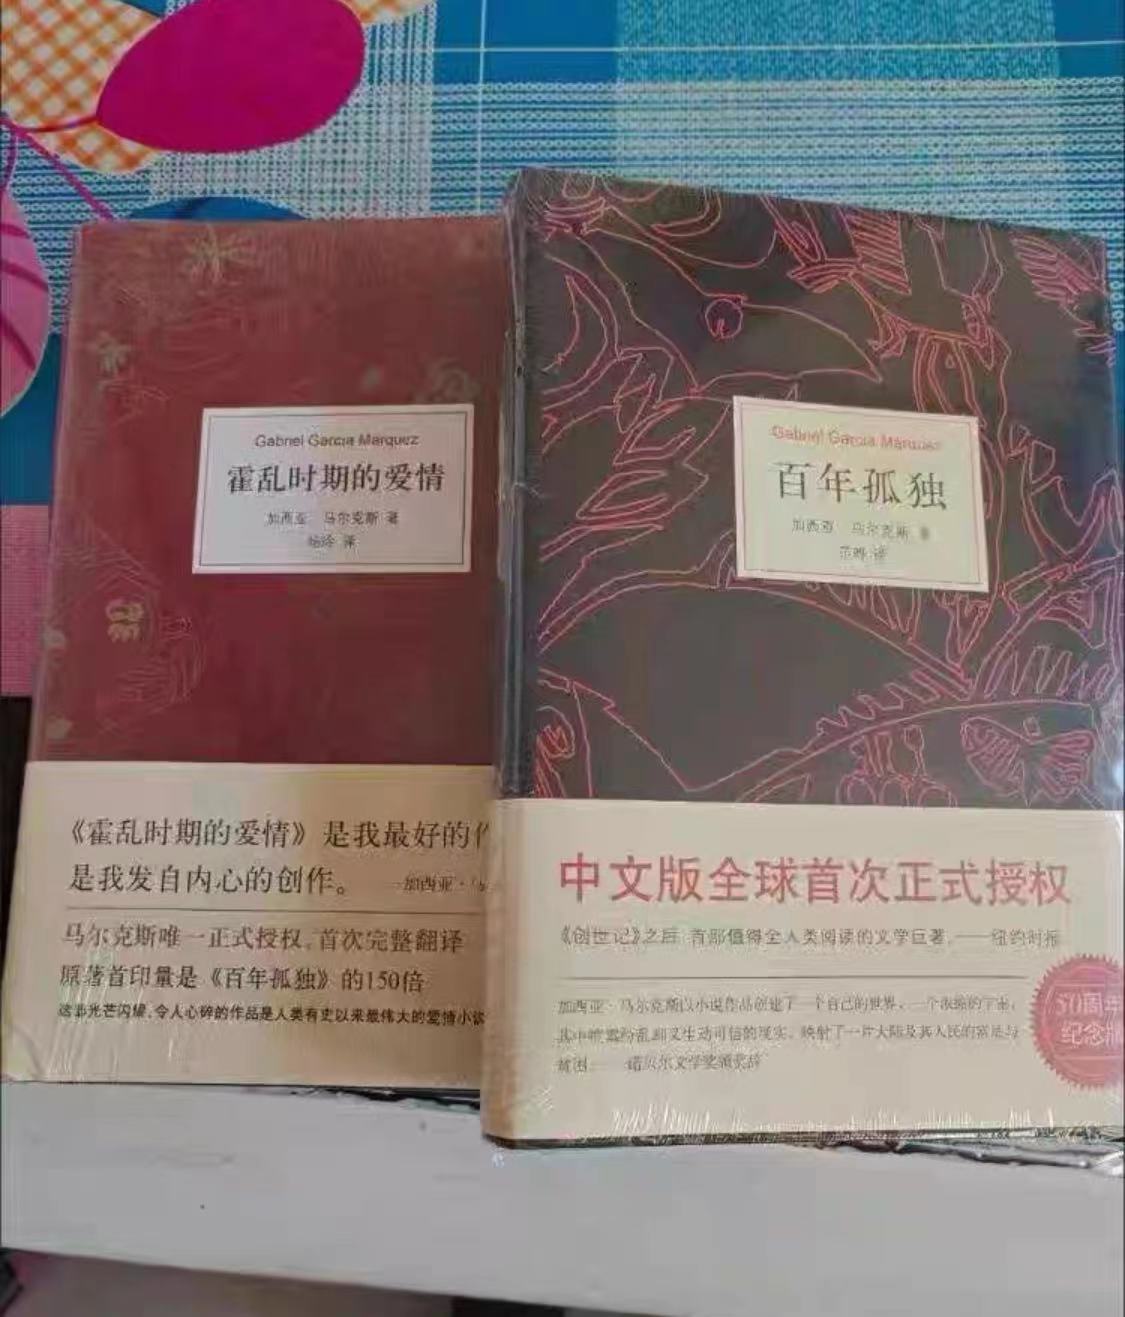 Gabriel Garcia Marquez
霍乱时期的爱情
加西亚 马尔克斯 著
杨玲 译
《霍乱时期的爱情》是我最好的作
是我发自内心的创作。 ——加西亚·
马尔克斯唯一正式授权,首次完整翻译
原著首印量是《百年孤独》的150倍
这部光芒闪耀、令人心碎的作品是人类有史以来最伟大的爱情小说
Gabriel Garcia Marquez
百年孤独
加西亚 马尔克斯 著
范晔 译
中文版全球首次正式授权
《创世记》之后,首部值得全人类阅读的文学巨著。——纽约时报
加西亚·马尔克斯以小说作品创建了一个自己的世界,一个浓缩的宇宙,
其中喧嚣纷乱却又生动可信的现实,映射了一片大陆及其人民的富足与
贫困。——诺贝尔文学奖颁奖辞
50周年
纪念版